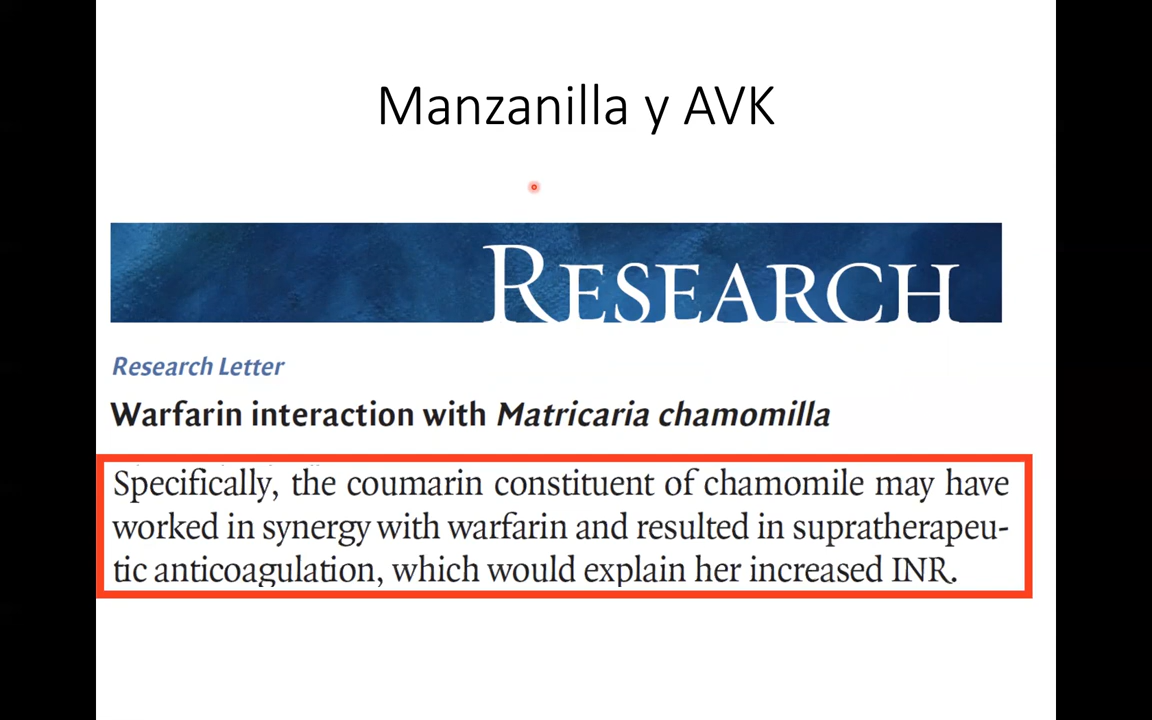 Manzanilla y AVK
RESEARCH
Research Letter
Warfarin interaction with Matricaria chamomilla
Specifically, the coumarin constituent of chamomile may have
worked in synergy with warfarin and resulted in supratherapeu-
tic anticoagulation, which would explain her increased INR.